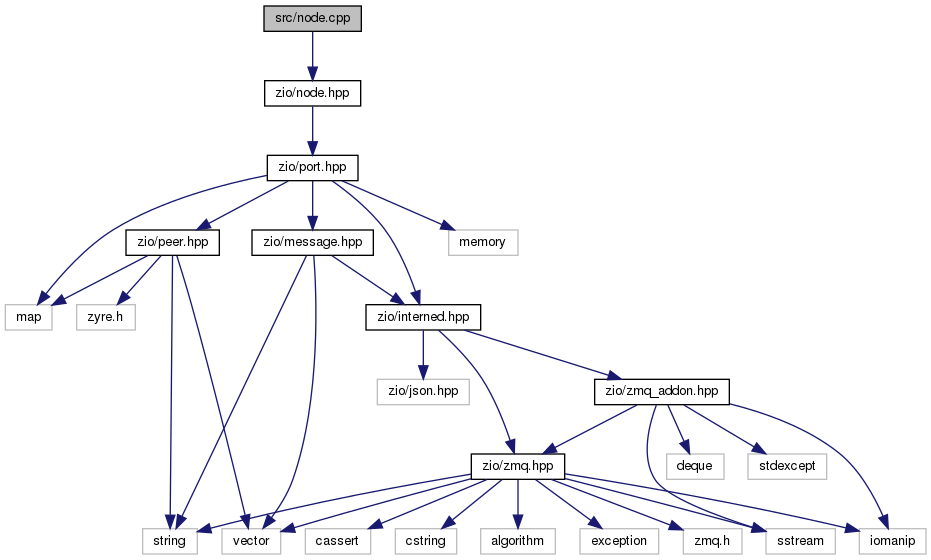 src/node.cpp
zio/node.hpp
zio/port.hpp
zio/peer.hpp
zio/message.hpp
memory
map
zyre.h
zio/interned.hpp
zio/json.hpp
zio/zmq_addon.hpp
zio/zmq.hpp
deque
stdexcept
string
vector
cassert
cstring
algorithm
exception
zmq.h
sstream
iomanip